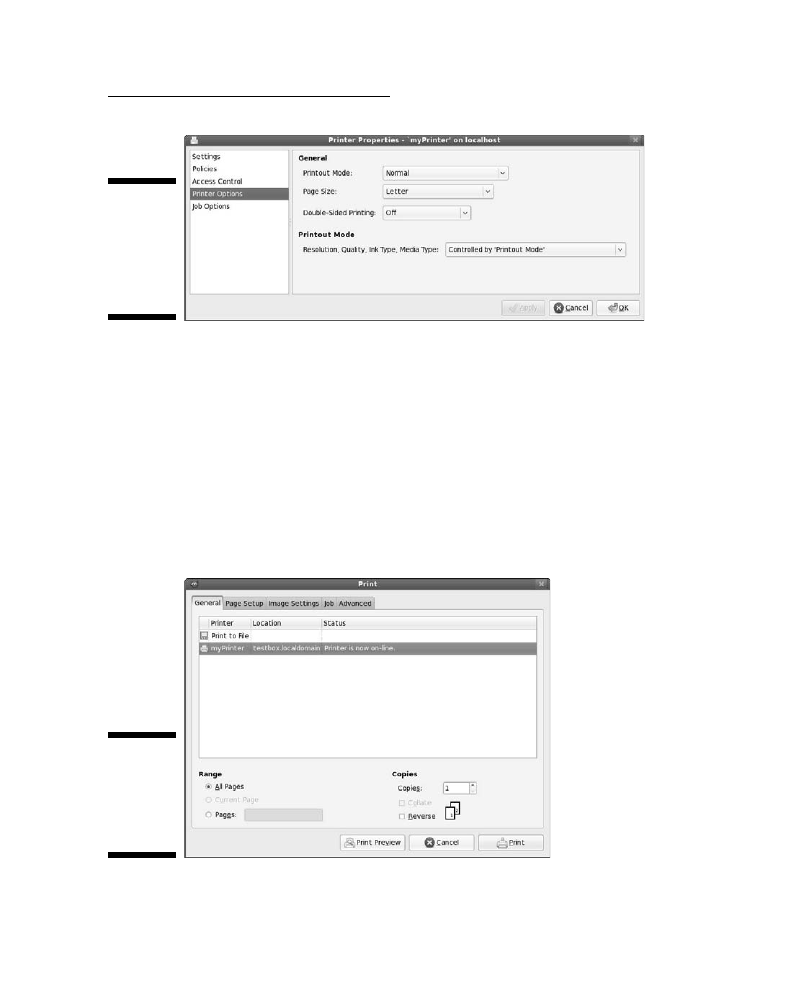 Printer Properties - `myPrinter' on localhost
Settings
Policies
Access Control
Printer Options
Job Options
General
Printout Mode: Normal
Page Size: Letter
Double-Sided Printing: Off
Printout Mode
Resolution, Quality, Ink Type, Media Type: Controlled by 'Printout Mode'
Apply Cancel OK
Print
General Page Setup Image Settings Job Advanced
Printer Location Status
Print to File
myPrinter testbox.localdomain Printer is now on-line.
Range
All Pages
Current Page
Pages:
Copies
Copies: 1
Collate
Reverse
Print Preview Cancel Print